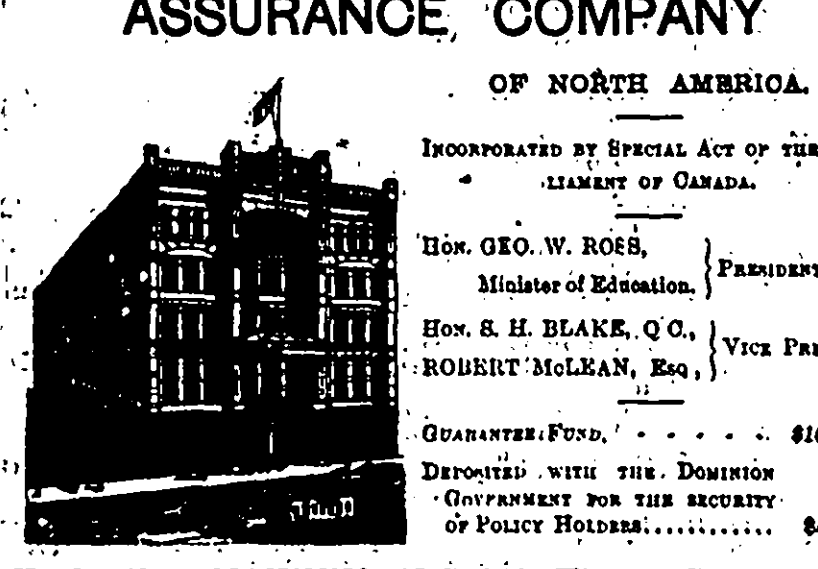 ASSURANCE COMPANY
OF NORTH AMERICA.
INCORPORATED BY SPECIAL ACT OF THE
LIAMENT OF CANADA.
HON. GEO. W. ROSS,
Minister of Education.
PRESIDENT
HON. S. H. BLAKE, Q C.,
ROBERT McLEAN, Esq,
VICE PRE
GUARANTEE FUND, . . . . . $10
DEPOSITED WITH THE DOMINION
GOVERNMENT FOR THE SECURITY
OF POLICY HOLDERS............ $